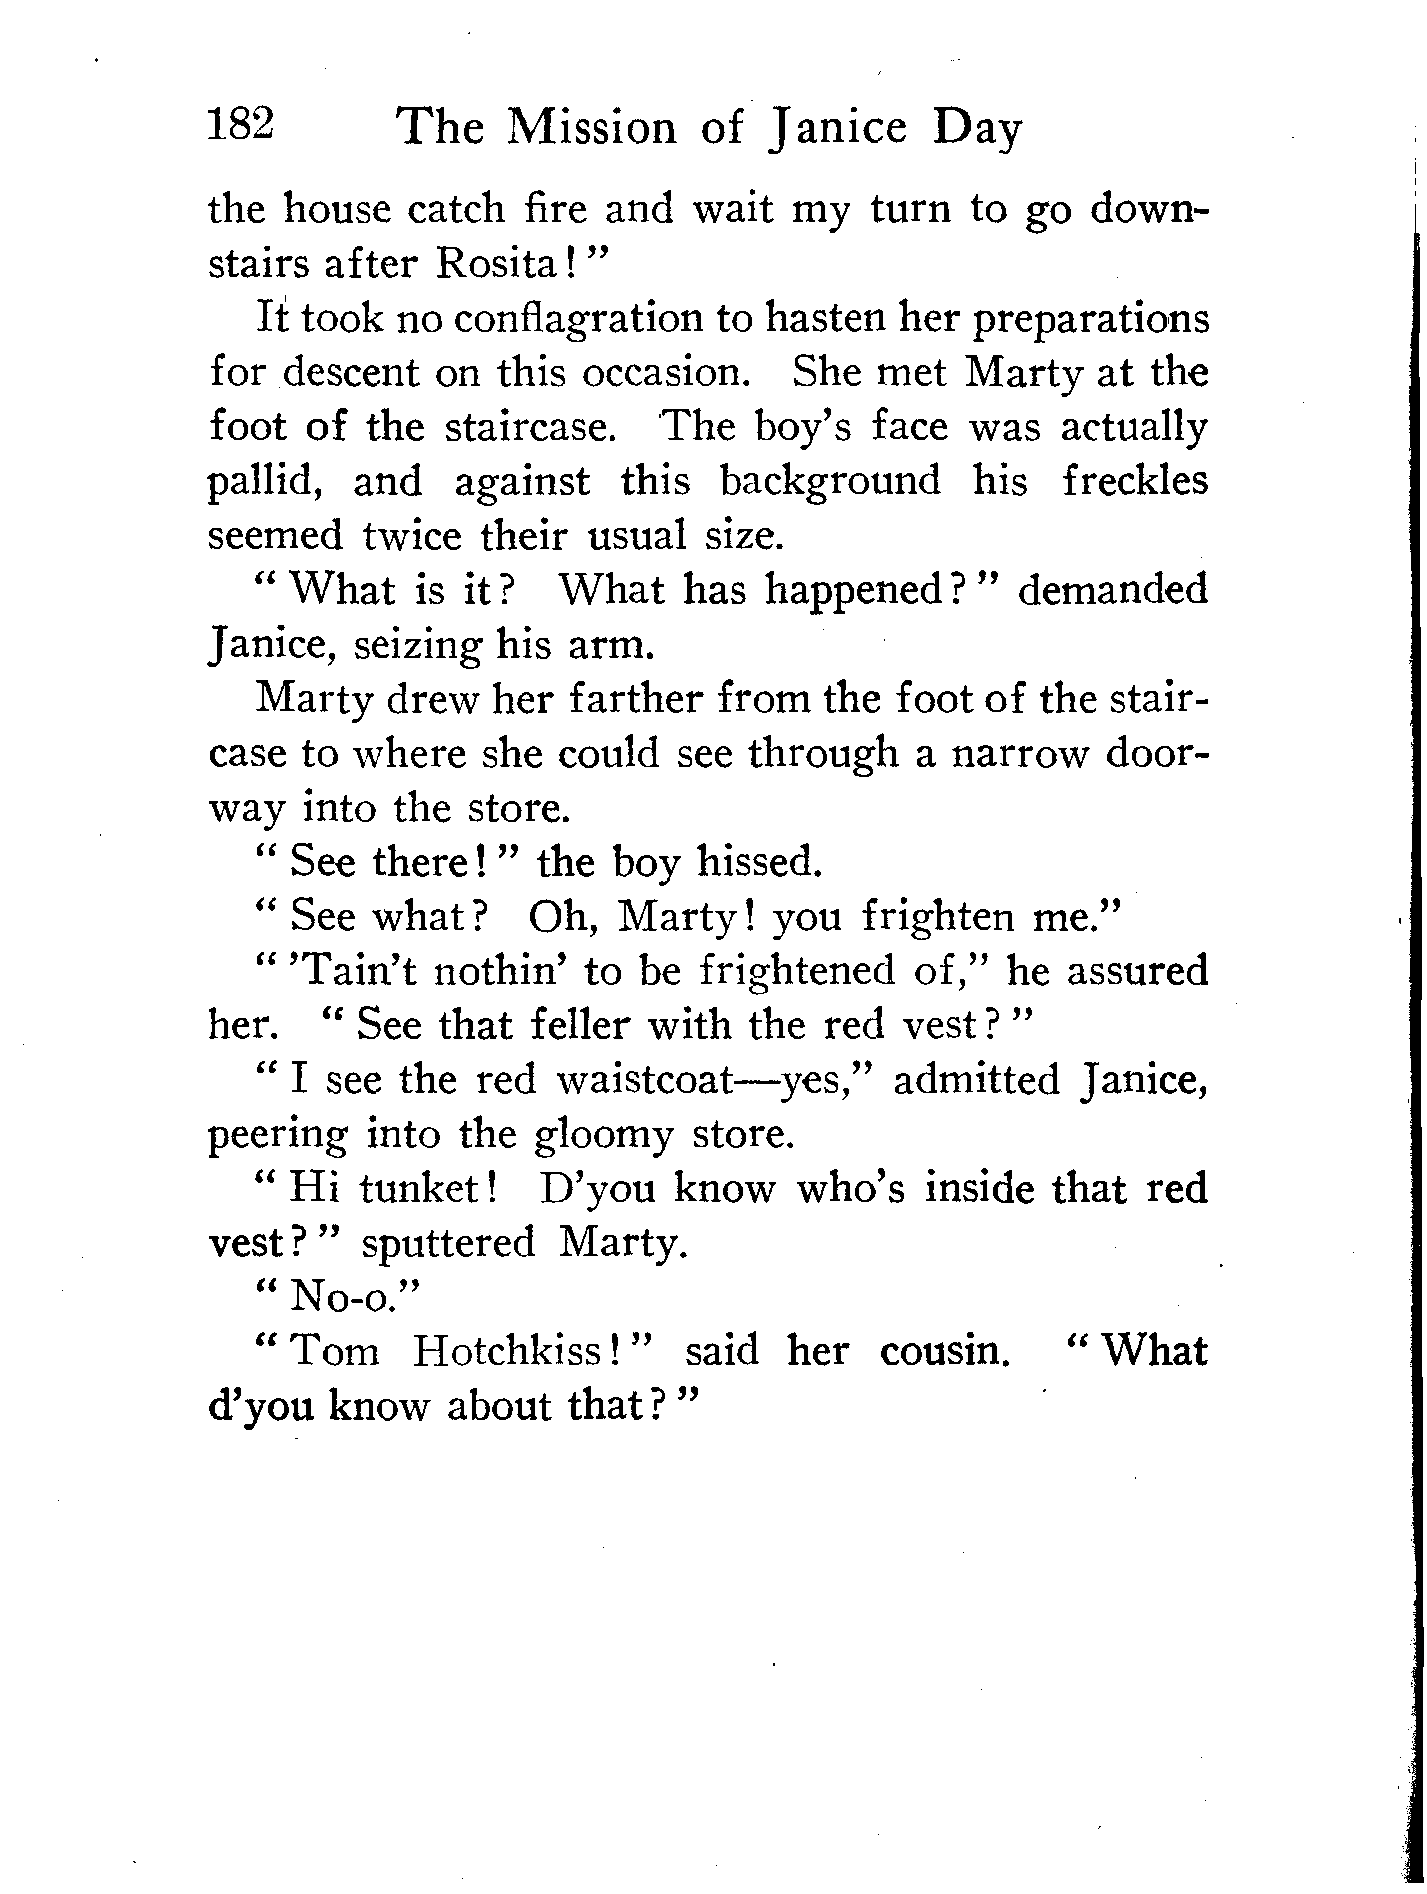 182 The Mission of Janice Day
the house catch fire and wait my turn to go down-
stairs after Rosita!”
It took no conflagration to hasten her preparations
for descent on this occasion. She met Marty at the
foot of the staircase. The boy’s face was actually
pallid, and against this background his freckles
seemed twice their usual size.
“What is it? What has happened?” demanded
Janice, seizing his arm.
Marty drew her farther from the foot of the stair-
case to where she could see through a narrow door-
way into the store.
“See there!” the boy hissed.
“See what? Oh, Marty! you frighten me.”
“’Tain’t nothin’ to be frightened of,” he assured
her. “See that feller with the red vest?”
“I see the red waistcoat—yes,” admitted Janice,
peering into the gloomy store.
“Hi tunket! D’you know who’s inside that red
vest?” sputtered Marty.
“No-o.”
“Tom Hotchkiss!” said her cousin. “What
d’you know about that?”